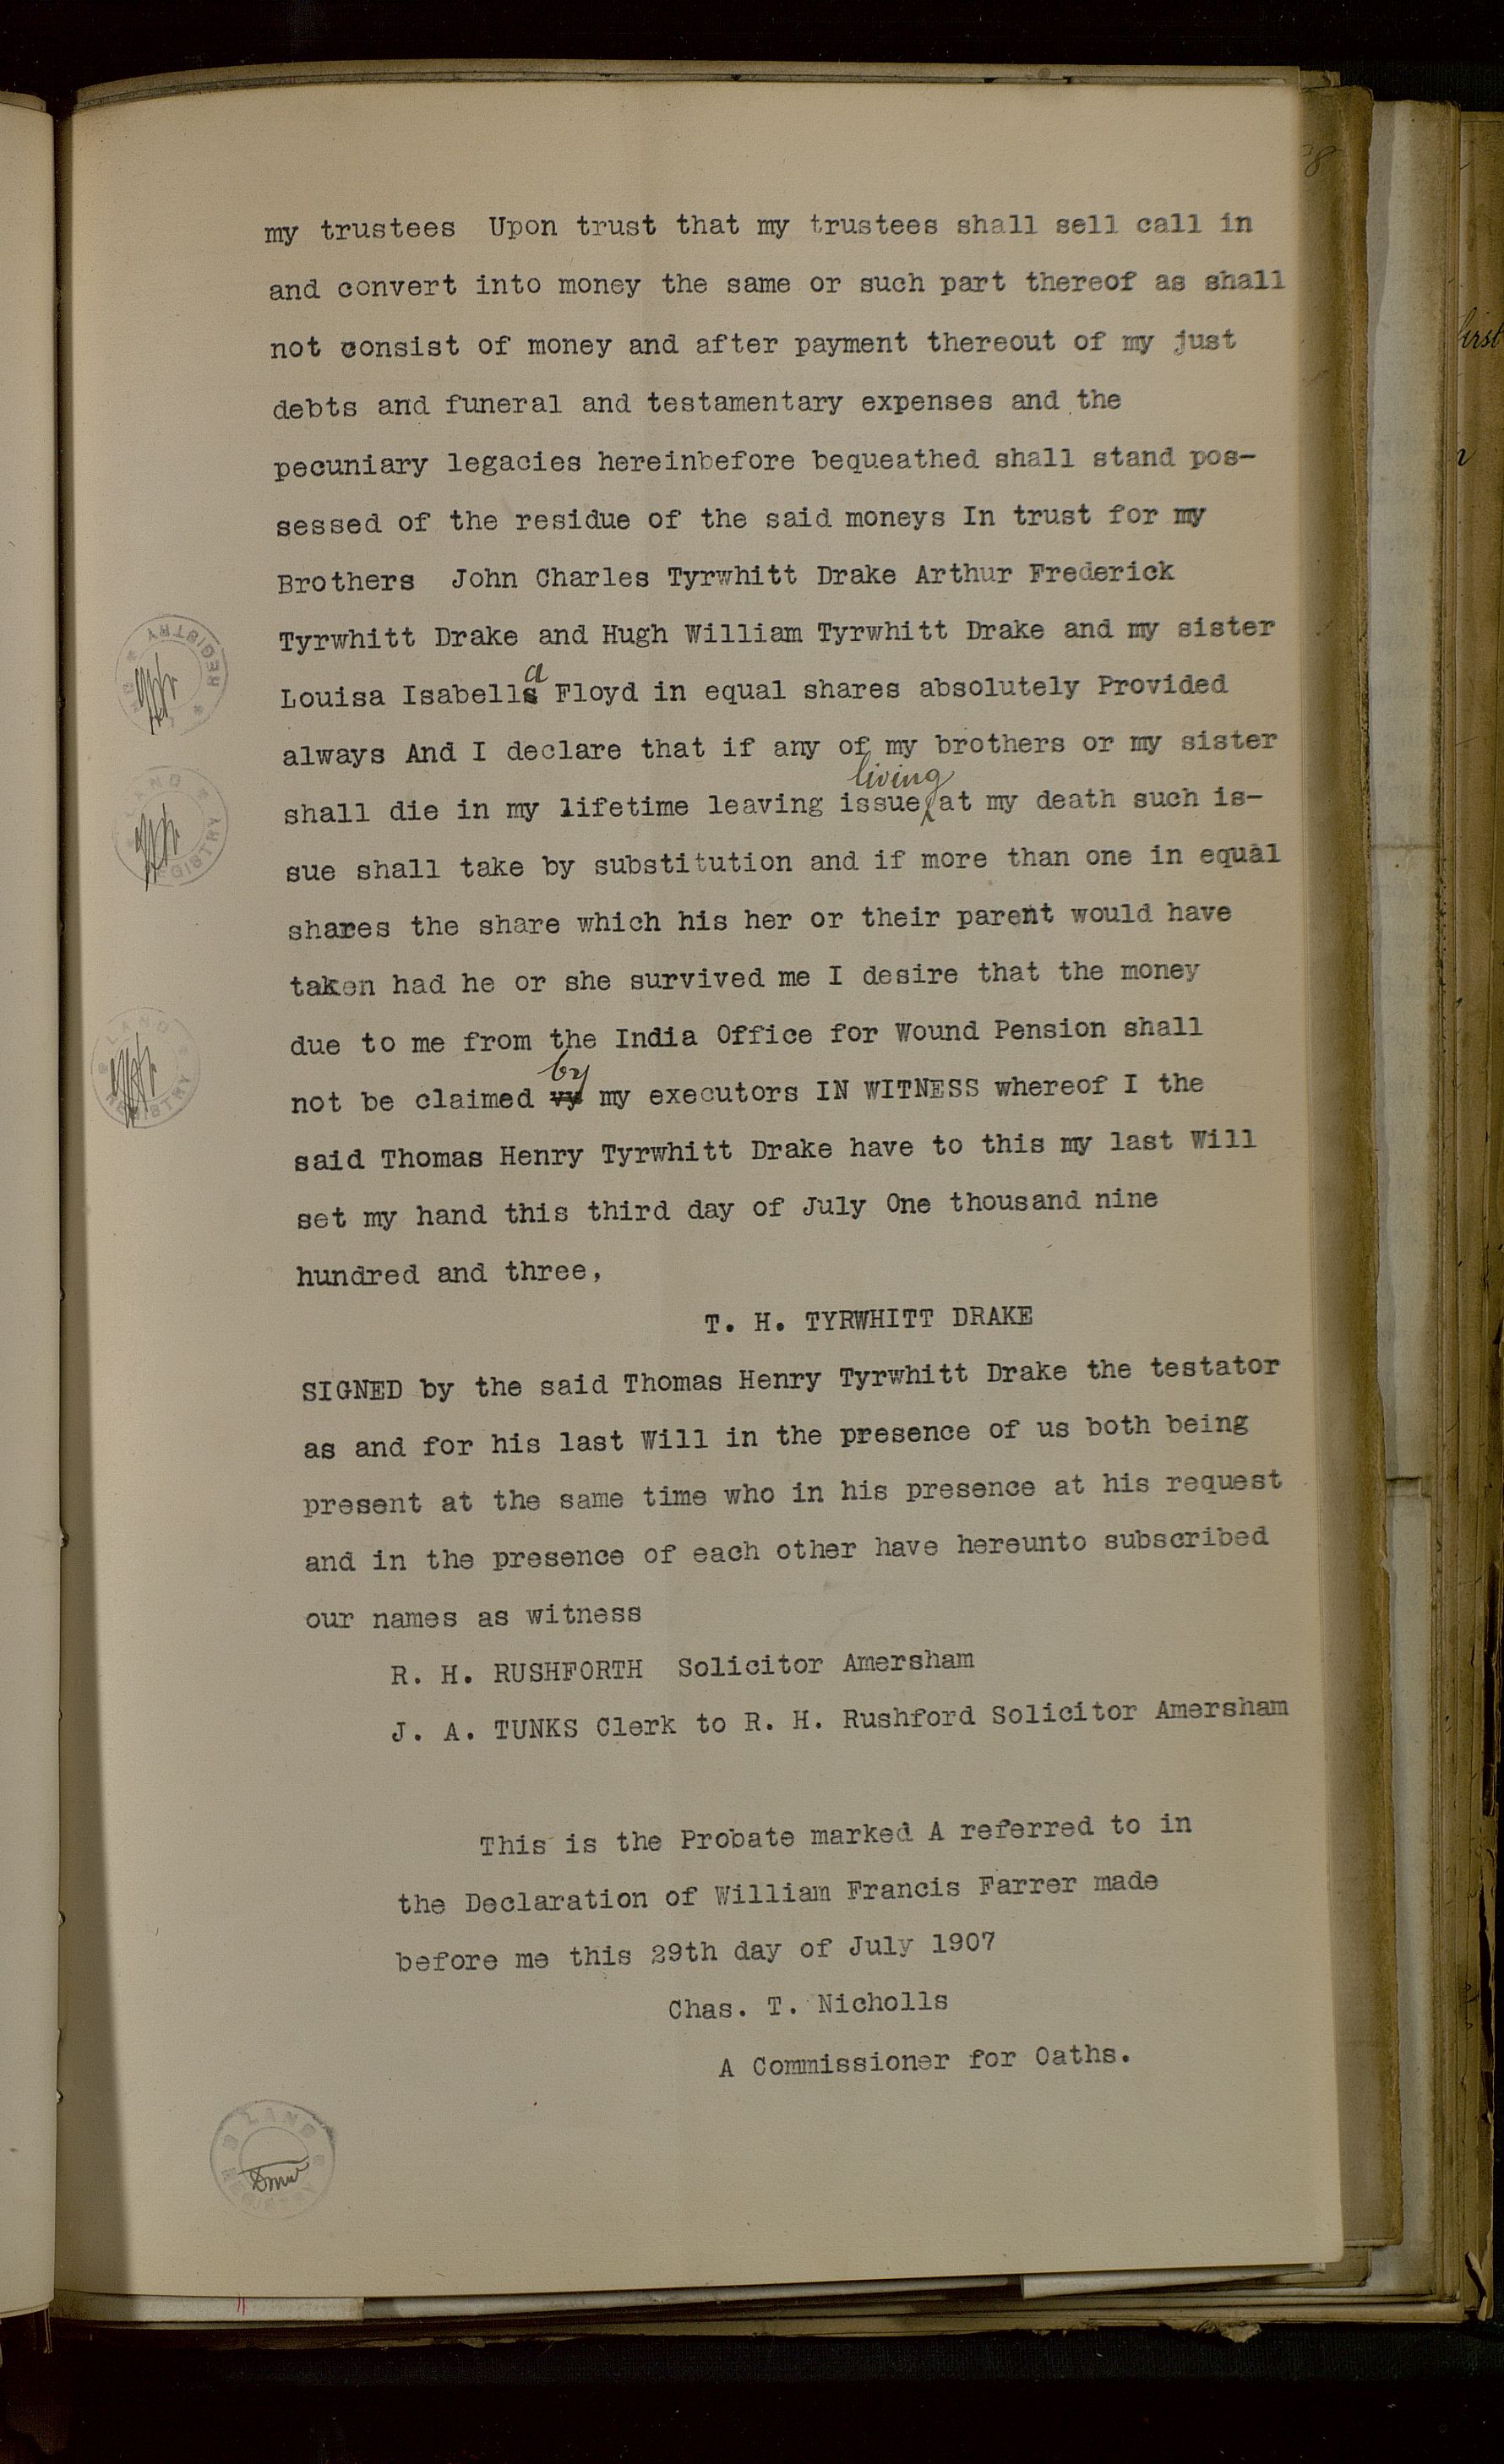 my trustees Upon trust that my trustees shall sell call in
and convert into money the same or such part thereof as shall
not consist of money and after payment thereout of my just
debts and funeral and testamentary expenses and the
pecuniary legacies hereinbefore bequeathed shall stand pos-
sessed of the residue of the said moneys In trust for my
Brothers John Charles Tyrwhitt Drake Arthur Frederick
Tyrwhitt Drake and Hugh William Tyrwhitt Drake and my sister
Louisa Isabella Floyd in equal shares absolutely Provided
always And I declare that if any of my brothers or my sister
shall die in my lifetime leaving issue living at my death such is-
sue shall take by substitution and if more than one in equal
shares the share which his her or their parent would have
taken had he or she survived me I desire that the money
due to me from the India Office for Wound Pension shall
not be claimed vy by my executors IN WITNESS whereof I the
said Thomas Henry Tyrwhitt Drake have to this my last Will
set my hand this third day of July One thousand nine
hundred and three,
T. H. TYRWHITT DRAKE
SIGNED by the said Thomas Henry Tyrwhitt Drake the testator
as and for his last Will in the presence of us both being
present at the same time who in his presence at his request
and in the presence of each other have hereunto subscribed
our names as witness
R. H. RUSHFORTH Solicitor Amersham
J. A. TUNKS Clerk to R. H. Rushford Solicitor Amersham
This is the Probate marked A referred to in
the Declaration of William Francis Farrer made
before me this 29th day of July 1907
Chas. T. Nicholls
A Commissioner for Oaths.
REGISTRY
LAND REGISTRY
LAND REGISTRY
LAND REGISTRY
first